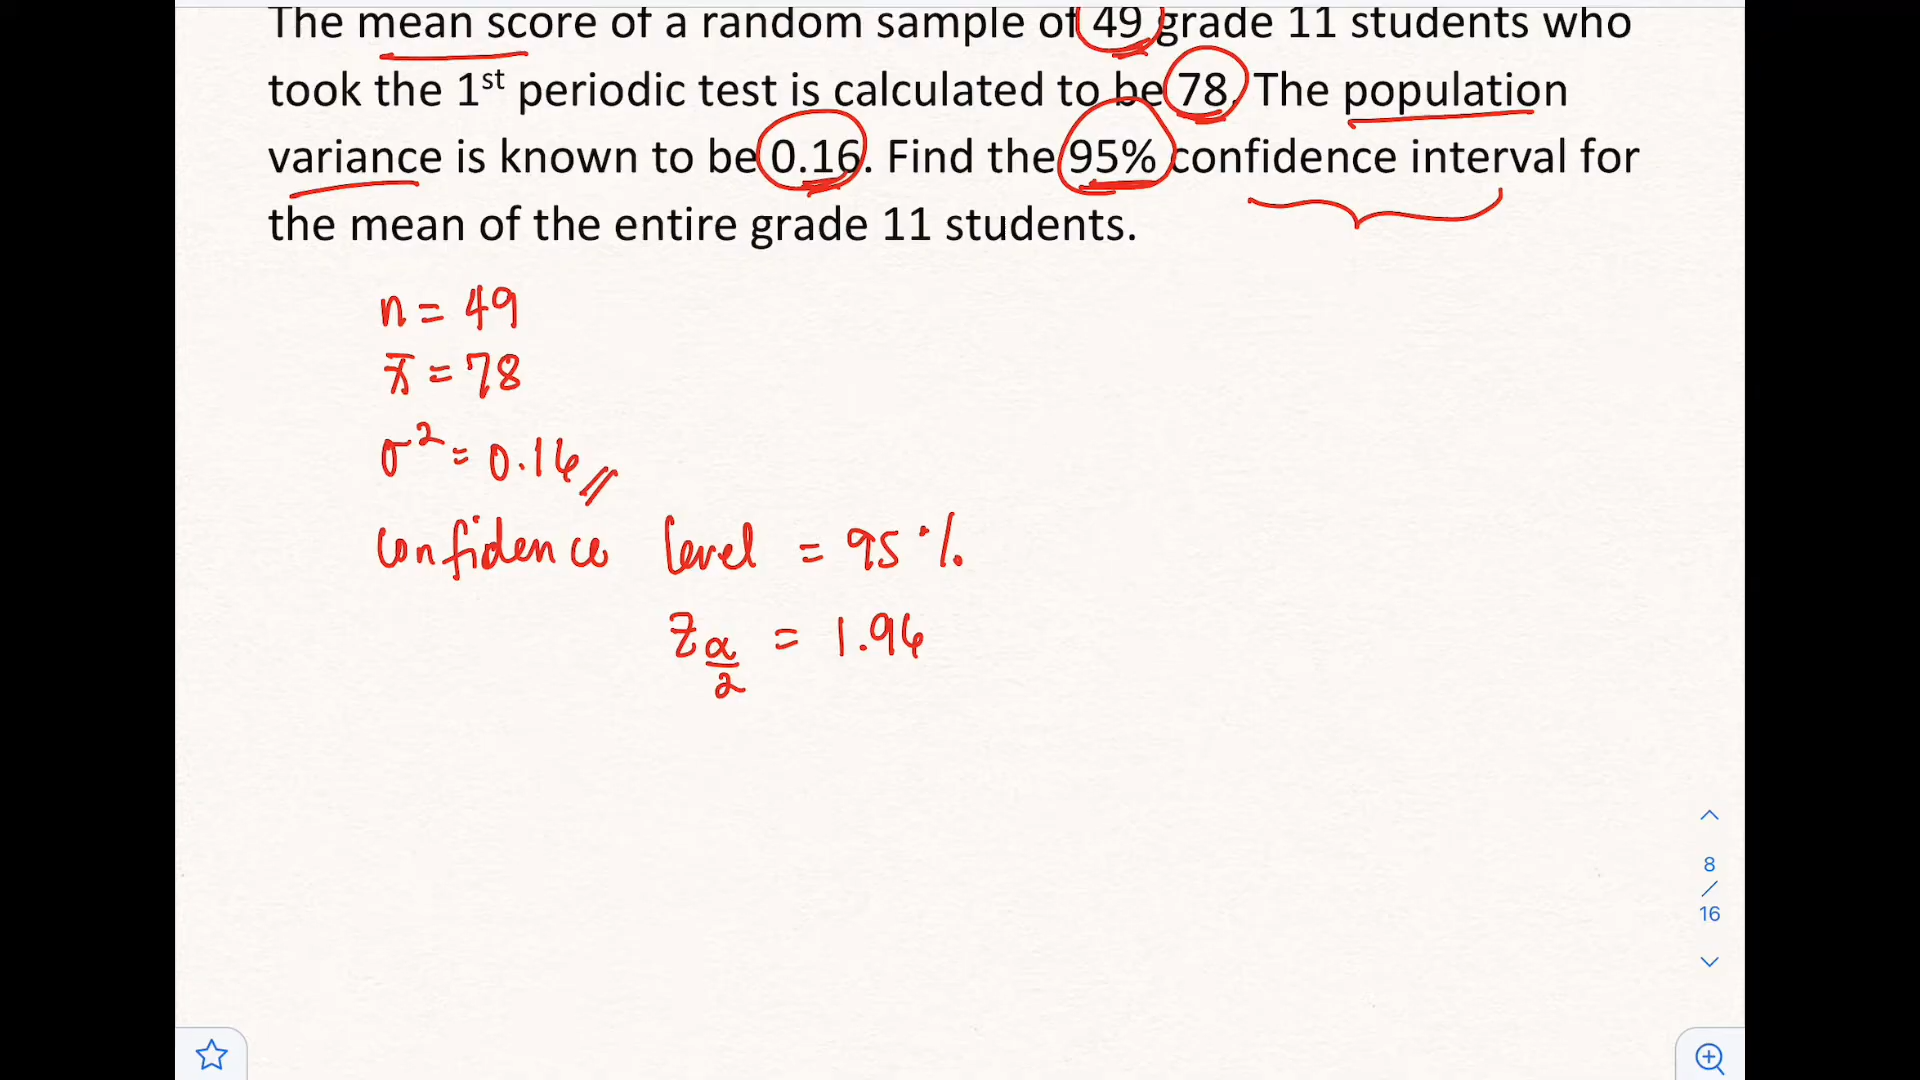 The mean score of a random sample of 49 grade 11 students who
took the 1st periodic test is calculated to be 78. The population
variance is known to be 0.16. Find the 95% confidence interval for
the mean of the entire grade 11 students.
n = 49
x̄ = 78
σ² = 0.16
confidence level = 95%
Zα/2 = 1.96
8
/
16